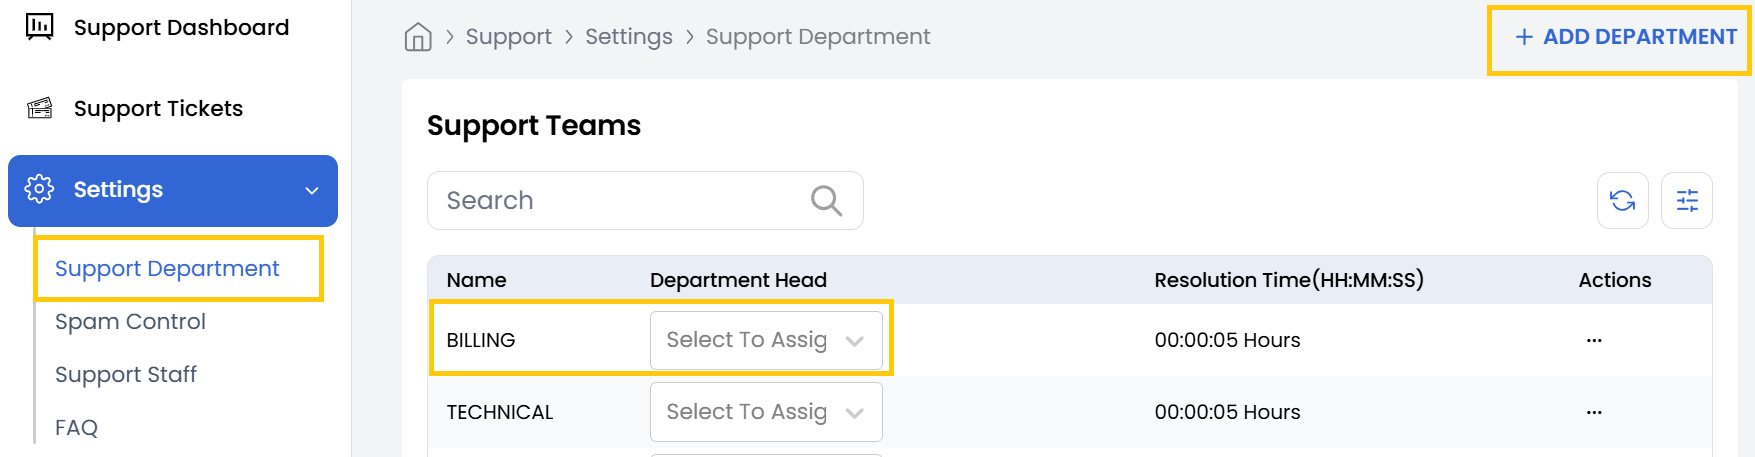 Support Dashboard
Support Tickets
Settings
Support Department
Spam Control
Support Staff
FAQ
Support > Settings > Support Department
+ ADD DEPARTMENT
Support Teams
Search
Name Department Head Resolution Time(HH:MM:SS) Actions
BILLING Select To Assig 00:00:05 Hours ...
TECHNICAL Select To Assig 00:00:05 Hours ...